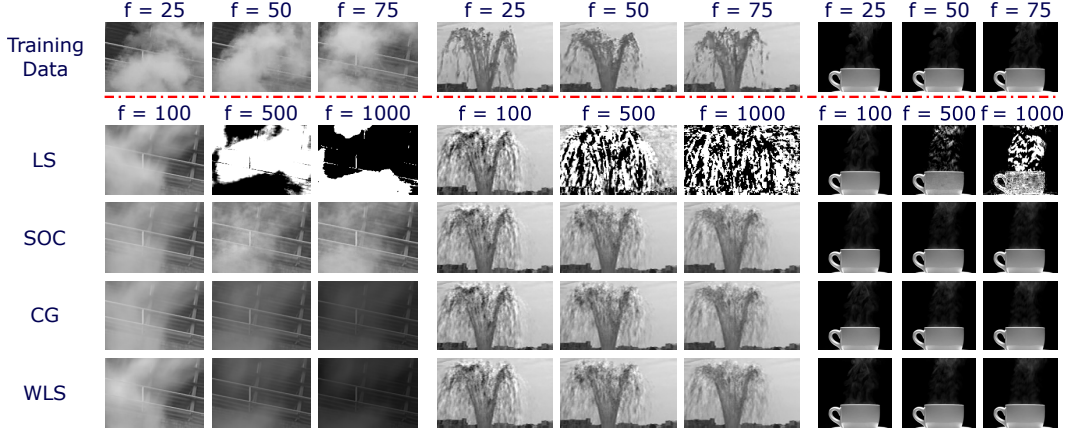 f = 25 f = 50 f = 75 f = 25 f = 50 f = 75 f = 25 f = 50 f = 75
Training
Data
f = 100 f = 500 f = 1000 f = 100 f = 500 f = 1000 f = 100 f = 500 f = 1000
LS
SOC
CG
WLS